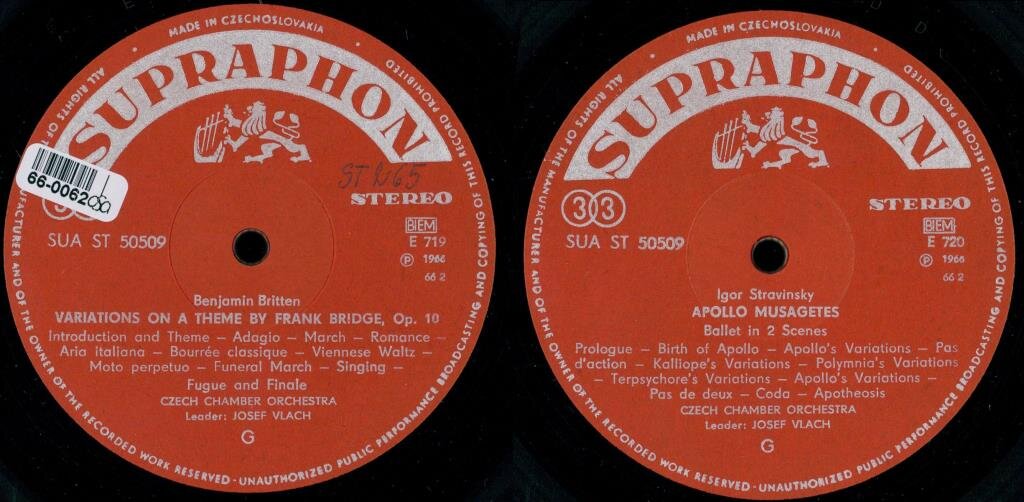 MADE IN CZECHOSLOVAKIA
ALL RIGHTS OF THE MANUFACTURER AND OF THE OWNER OF THE RECORDED WORK RESERVED - UNAUTHORIZED PUBLIC PERFORMANCE BROADCASTING AND COPYING OF THIS RECORD PROHIBITED
SUPRAPHON
ST
66-0062
33
STEREO
SUA ST 50509
BIEM
E 719
Ⓟ 1966
66 2
Benjamin Britten
VARIATIONS ON A THEME BY FRANK BRIDGE, Op. 10
Introduction and Theme – Adagio – March – Romance –
Aria italiana – Bourrée classique – Viennese Waltz –
Moto perpetuo – Funeral March – Singing –
Fugue and Finale
CZECH CHAMBER ORCHESTRA
Leader: JOSEF VLACH
G
MADE IN CZECHOSLOVAKIA
ALL RIGHTS OF THE MANUFACTURER AND OF THE OWNER OF THE RECORDED WORK RESERVED - UNAUTHORIZED PUBLIC PERFORMANCE BROADCASTING AND COPYING OF THIS RECORD PROHIBITED
SUPRAPHON
33
STEREO
SUA ST 50509
BIEM
E 720
Ⓟ 1966
66 2
Igor Stravinsky
APOLLO MUSAGETES
Ballet in 2 Scenes
Prologue – Birth of Apollo – Apollo's Variations – Pas
d'action – Kalliope's Variations – Polymnia's Variations
– Terpsychore's Variations – Apollo's Variations –
Pas de deux – Coda – Apotheosis
CZECH CHAMBER ORCHESTRA
Leader: JOSEF VLACH
G